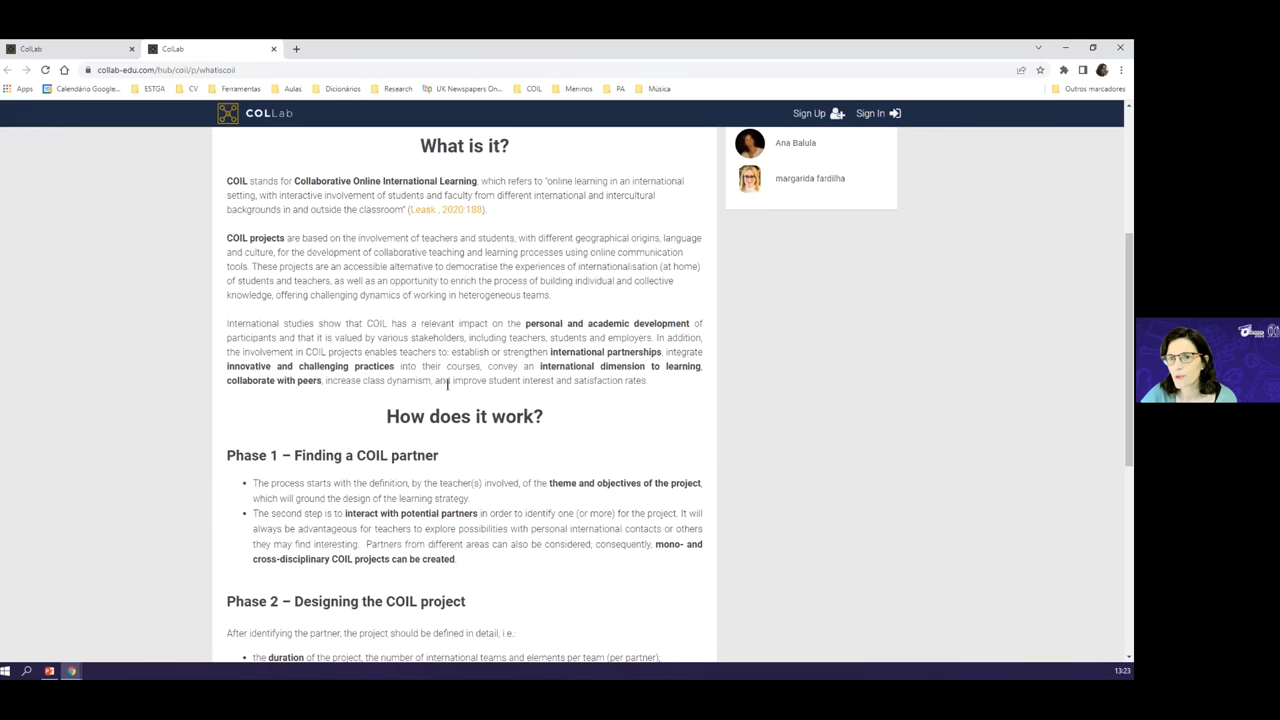 ColLab
ColLab
collab-edu.com/hub/coil/p/whatiscoil
Apps
Calendário Google...
ESTGA
CV
Ferramentas
Aulas
Dicionários
Research
UK Newspapers On...
COIL
Meninos
PA
Música
Outros marcadores
COLLab
Sign Up
Sign In
What is it?
COIL stands for Collaborative Online International Learning, which refers to "online learning in an international
setting, with interactive involvement of students and faculty from different international and intercultural
backgrounds in and outside the classroom" (Leask , 2020:188).
COIL projects are based on the involvement of teachers and students, with different geographical origins, language
and culture, for the development of collaborative teaching and learning processes using online communication
tools. These projects are an accessible alternative to democratise the experiences of internationalisation (at home)
of students and teachers, as well as an opportunity to enrich the process of building individual and collective
knowledge, offering challenging dynamics of working in heterogeneous teams.
International studies show that COIL has a relevant impact on the personal and academic development of
participants and that it is valued by various stakeholders, including teachers, students and employers. In addition,
the involvement in COIL projects enables teachers to: establish or strengthen international partnerships, integrate
innovative and challenging practices into their courses, convey an international dimension to learning,
collaborate with peers, increase class dynamism, and improve student interest and satisfaction rates.
How does it work?
Phase 1 – Finding a COIL partner
• The process starts with the definition, by the teacher(s) involved, of the theme and objectives of the project,
which will ground the design of the learning strategy.
• The second step is to interact with potential partners in order to identify one (or more) for the project. It will
always be advantageous for teachers to explore possibilities with personal international contacts or others
they may find interesting. Partners from different areas can also be considered; consequently, mono- and
cross-disciplinary COIL projects can be created.
Phase 2 – Designing the COIL project
After identifying the partner, the project should be defined in detail, i.e.:
• the duration of the project, the number of international teams and elements per team (per partner);
Ana Balula
margarida fardilha
13:23